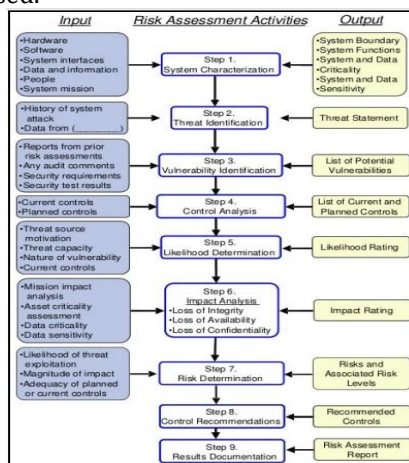 Input
Risk Assessment Activities
Output
•Hardware
•Software
•System interfaces
•Data and information
•People
•System mission
Step 1.
System Characterization
•System Boundary
•System Functions
•System and Data
Criticality
•System and Data
Sensitivity
•History of system
attack
•Data from (________)
Step 2.
Threat Identification
Threat Statement
•Reports from prior
risk assessments
•Any audit comments
•Security requirements
•Security test results
Step 3.
Vulnerability Identification
List of Potential
Vulnerabilities
•Current controls
•Planned controls
Step 4.
Control Analysis
List of Current and
Planned Controls
•Threat source
motivation
•Threat capacity
•Nature of vulnerability
•Current controls
Step 5.
Likelihood Determination
Likelihood Rating
•Mission impact
analysis
•Asset criticality
assessment
•Data criticality
•Data sensitivity
Step 6.
Impact Analysis
•Loss of Integrity
•Loss of Availability
•Loss of Confidentiality
Impact Rating
•Likelihood of threat
exploitation
•Magnitude of impact
•Adequacy of planned
or current controls
Step 7.
Risk Determination
Risks and
Associated Risk
Levels
Step 8.
Control Recommendations
Recommended
Controls
Step 9.
Results Documentation
Risk Assessment
Report